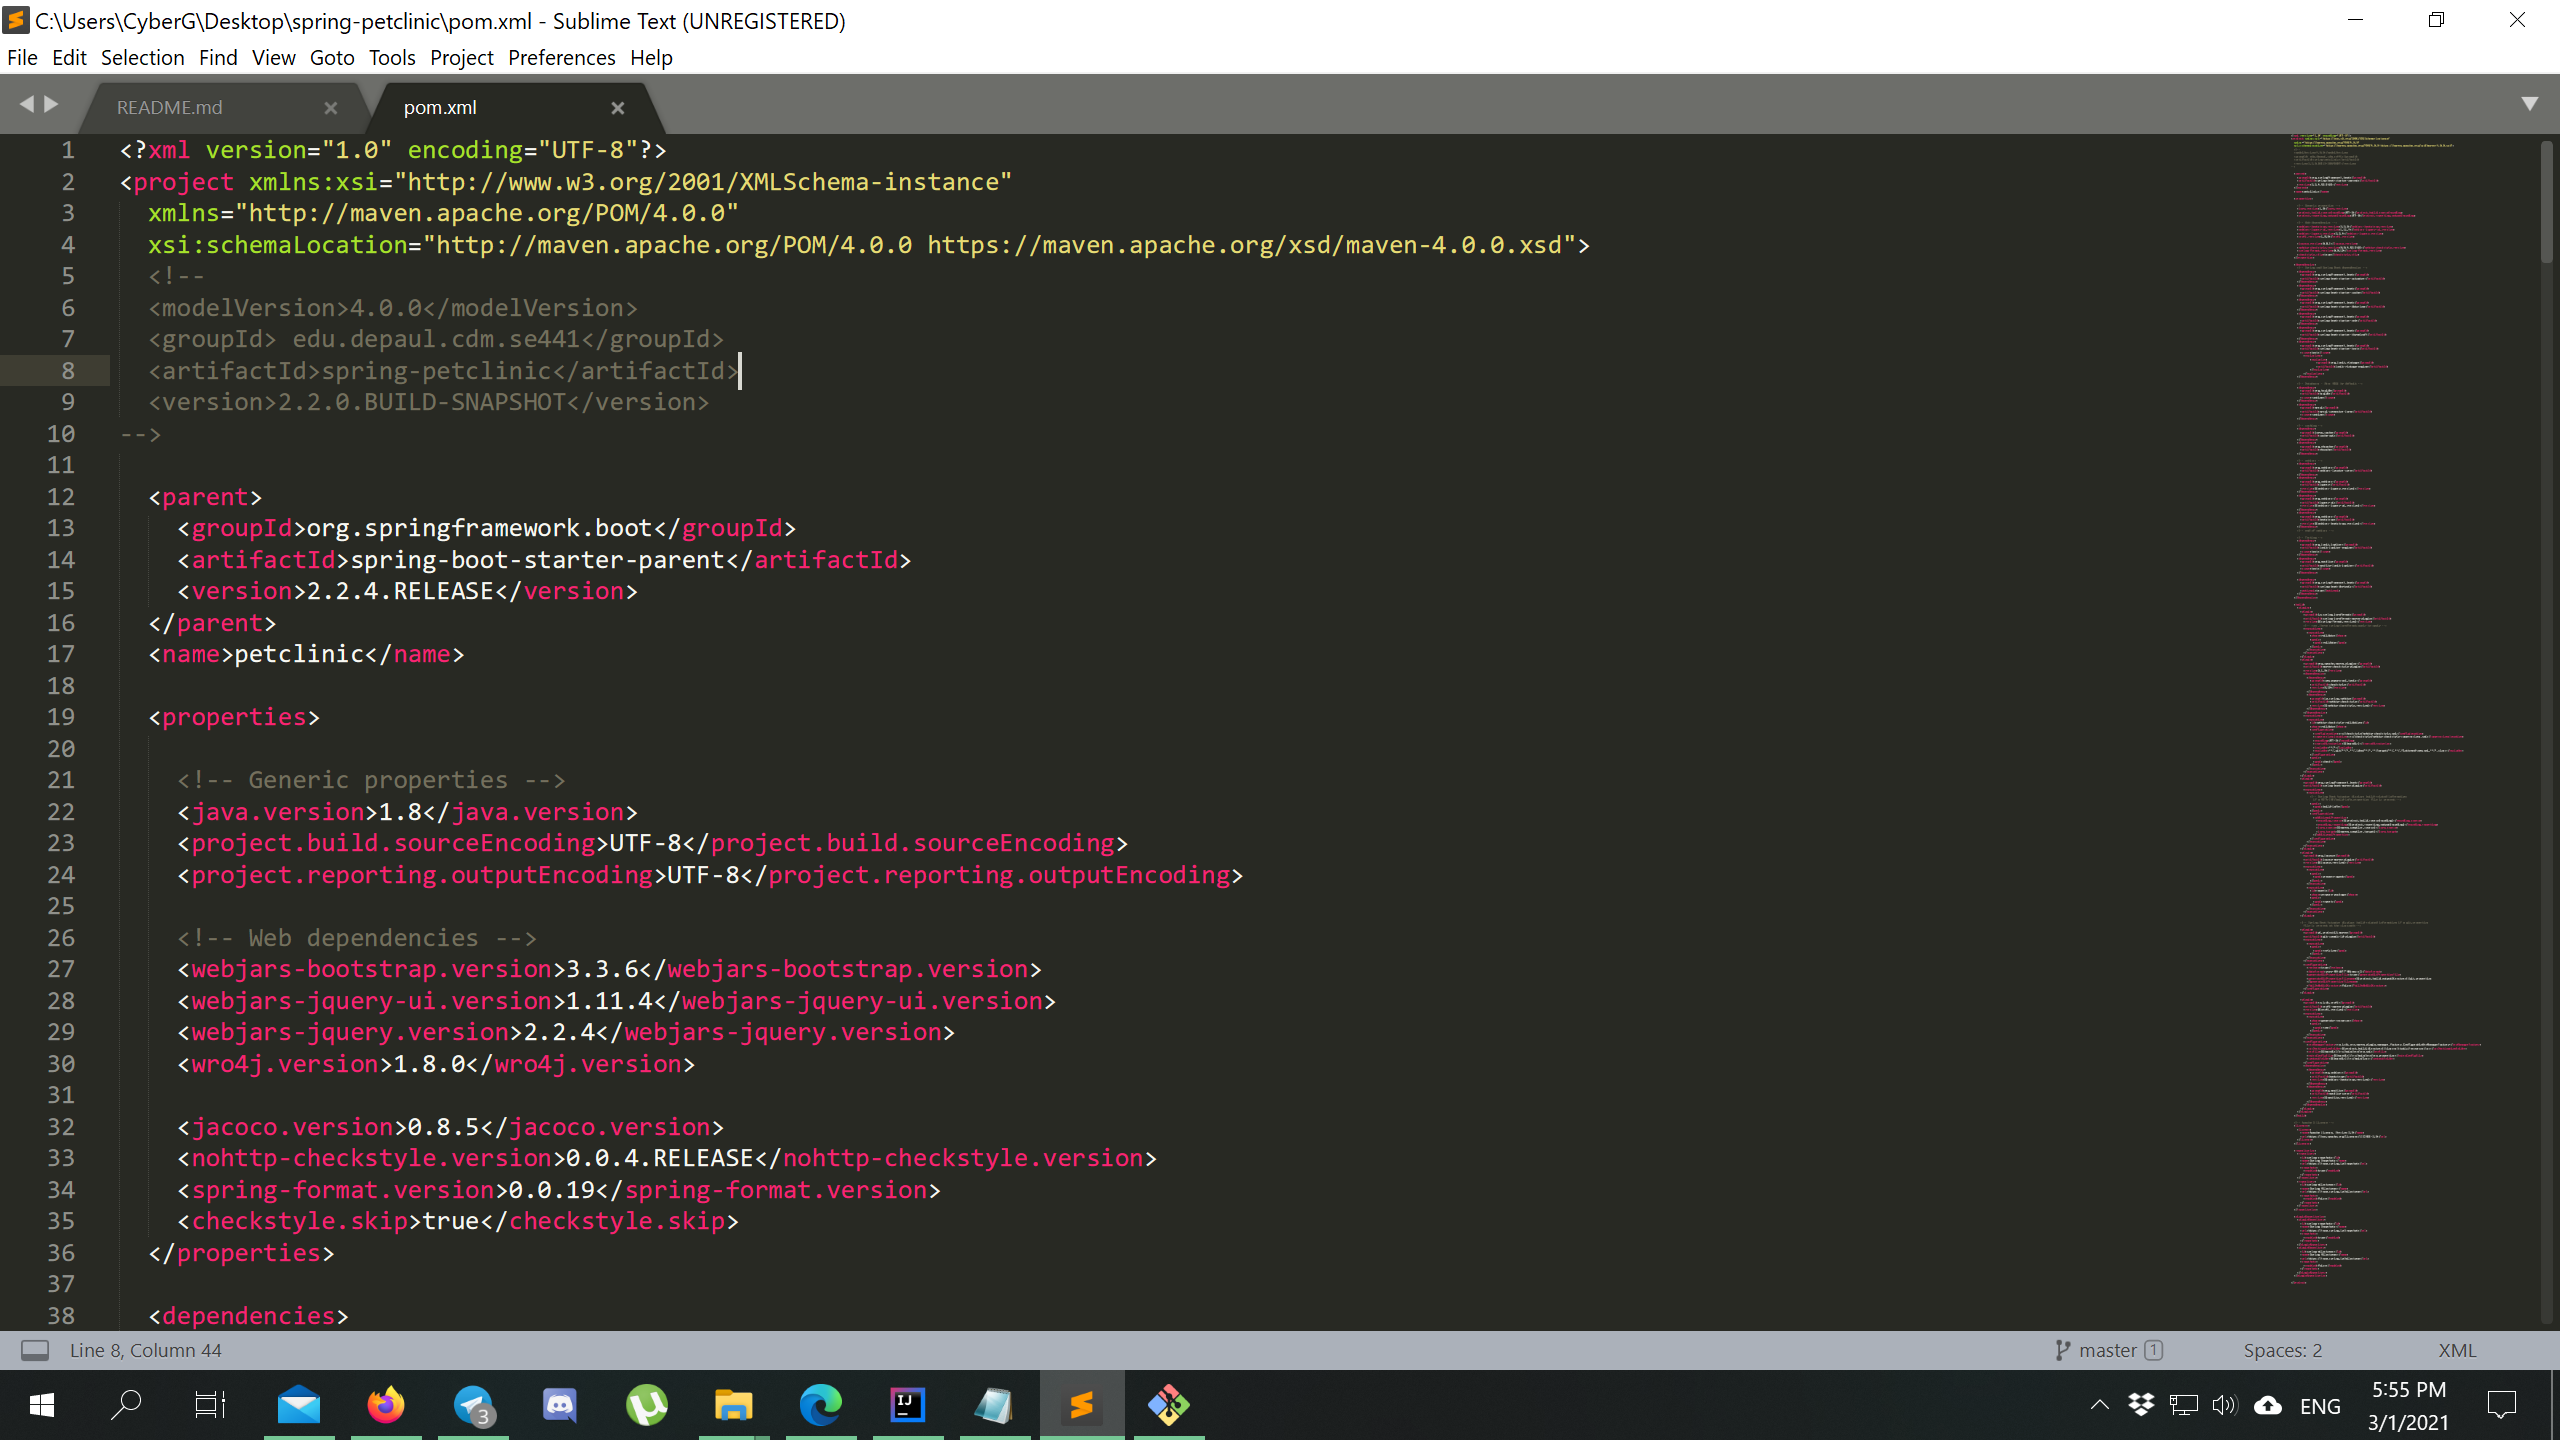 C:\Users\CyberG\Desktop\spring-petclinic\pom.xml - Sublime Text (UNREGISTERED)
File Edit Selection Find View Goto Tools Project Preferences Help
README.md pom.xml
1 <?xml version="1.0" encoding="UTF-8"?>
2 <project xmlns:xsi="http://www.w3.org/2001/XMLSchema-instance"
3 xmlns="http://maven.apache.org/POM/4.0.0"
4 xsi:schemaLocation="http://maven.apache.org/POM/4.0.0 https://maven.apache.org/xsd/maven-4.0.0.xsd">
5 <!--
6 <modelVersion>4.0.0</modelVersion>
7 <groupId> edu.depaul.cdm.se441</groupId>
8 <artifactId>spring-petclinic</artifactId>
9 <version>2.2.0.BUILD-SNAPSHOT</version>
10 -->
11
12 <parent>
13 <groupId>org.springframework.boot</groupId>
14 <artifactId>spring-boot-starter-parent</artifactId>
15 <version>2.2.4.RELEASE</version>
16 </parent>
17 <name>petclinic</name>
18
19 <properties>
20
21 <!-- Generic properties -->
22 <java.version>1.8</java.version>
23 <project.build.sourceEncoding>UTF-8</project.build.sourceEncoding>
24 <project.reporting.outputEncoding>UTF-8</project.reporting.outputEncoding>
25
26 <!-- Web dependencies -->
27 <webjars-bootstrap.version>3.3.6</webjars-bootstrap.version>
28 <webjars-jquery-ui.version>1.11.4</webjars-jquery-ui.version>
29 <webjars-jquery.version>2.2.4</webjars-jquery.version>
30 <wro4j.version>1.8.0</wro4j.version>
31
32 <jacoco.version>0.8.5</jacoco.version>
33 <nohttp-checkstyle.version>0.0.4.RELEASE</nohttp-checkstyle.version>
34 <spring-format.version>0.0.19</spring-format.version>
35 <checkstyle.skip>true</checkstyle.skip>
36 </properties>
37
38 <dependencies>
Line 8, Column 44 master 1 Spaces: 2 XML
3 IJ ENG 5:55 PM
3/1/2021